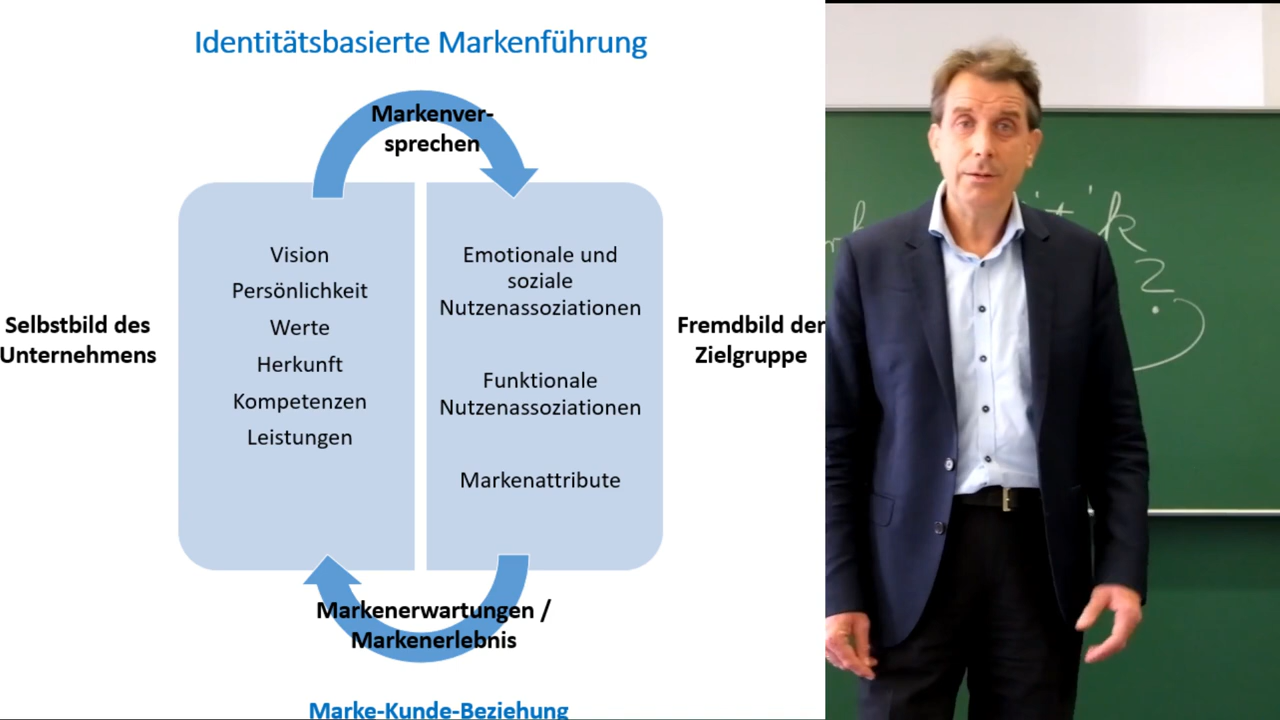 Identitätsbasierte Markenführung
Markenver-
sprechen
Vision
Persönlichkeit
Werte
Herkunft
Kompetenzen
Leistungen
Emotionale und
soziale
Nutzenassoziationen
Funktionale
Nutzenassoziationen
Markenattribute
Selbstbild des
Unternehmens
Fremdbild der
Zielgruppe
Markenerwartungen /
Markenerlebnis
Marke-Kunde-Beziehung